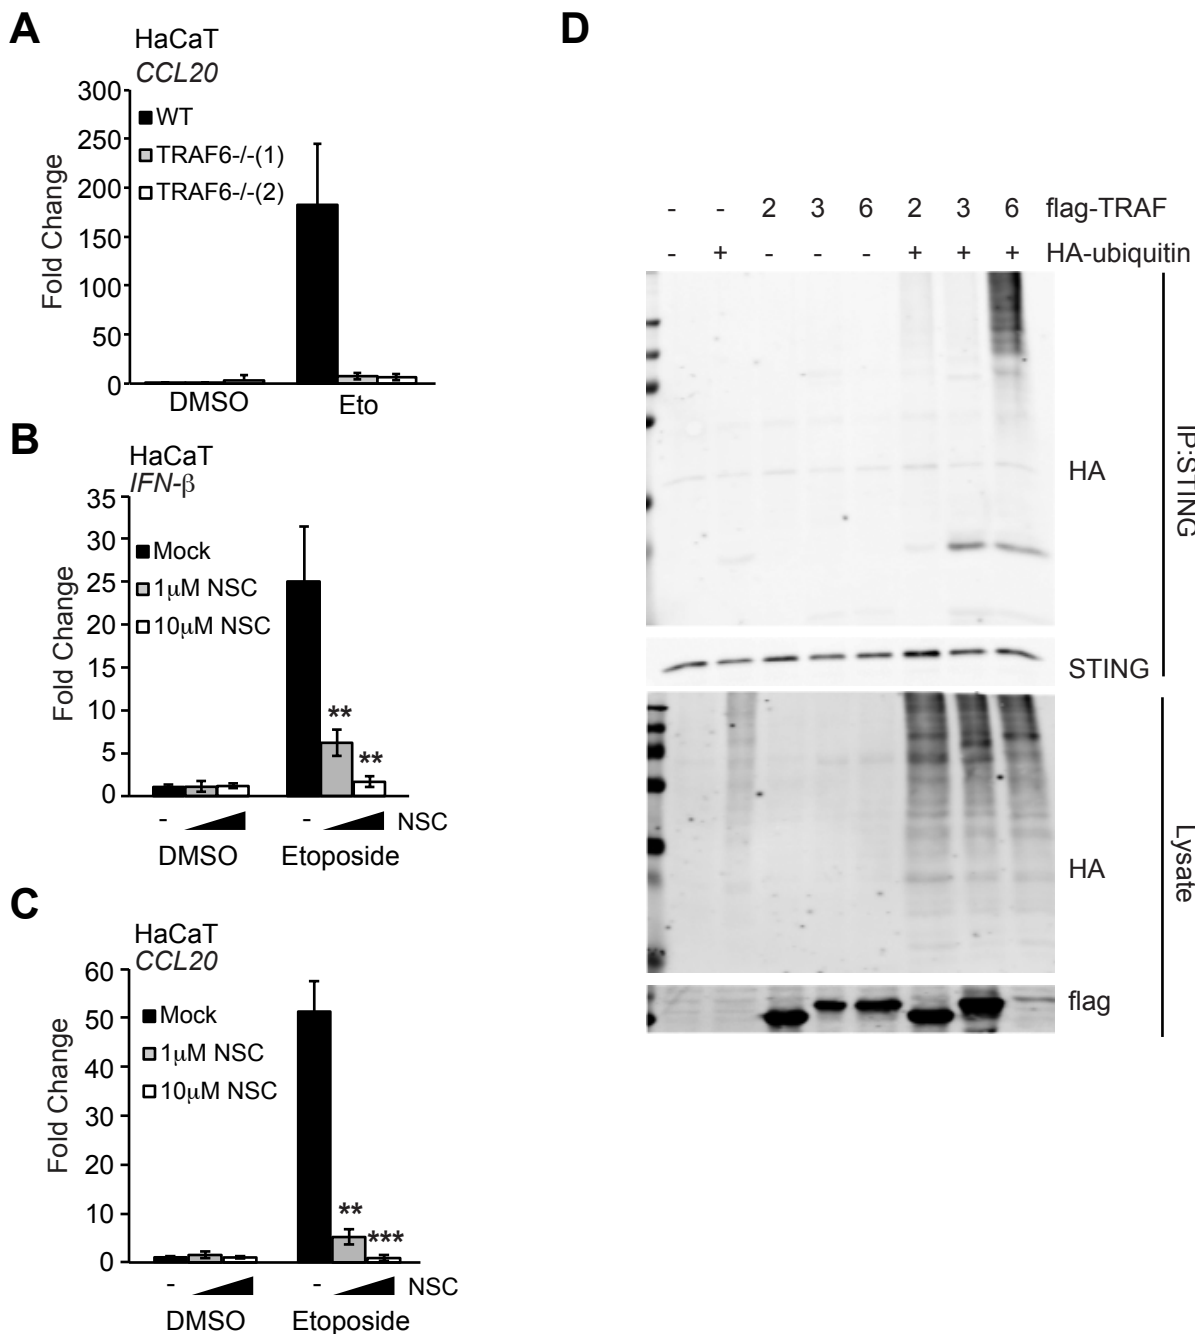 A
HaCaT
CCL20
300
250
200
150
100
50
0
Fold Change
WT
TRAF6-/-(1)
TRAF6-/-(2)
DMSO Eto
B
HaCaT
IFN-β
35
30
25
20
15
10
5
0
Fold Change
Mock
1μM NSC
10μM NSC
**
**
- - NSC
DMSO Etoposide
C
HaCaT
CCL20
60
50
40
30
20
10
0
Fold Change
Mock
1μM NSC
10μM NSC
**
***
- - NSC
DMSO Etoposide
D
- - 2 3 6 2 3 6 flag-TRAF
- + - - - + + + HA-ubiquitin
HA
STING
IP:STING
HA
flag
Lysate